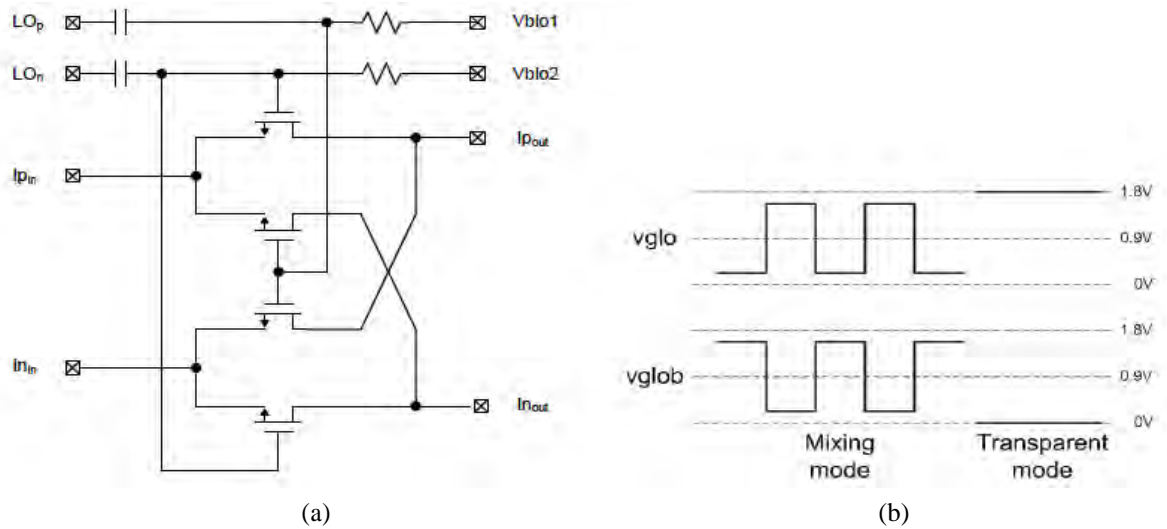 LOp Vblo1
LOn Vblo2
Ipout
Ipin
Inin
Inout
(a)
1.8V
vglo 0.9V
0V
1.8V
vglob 0.9V
0V
Mixing mode
Transparent mode
(b)